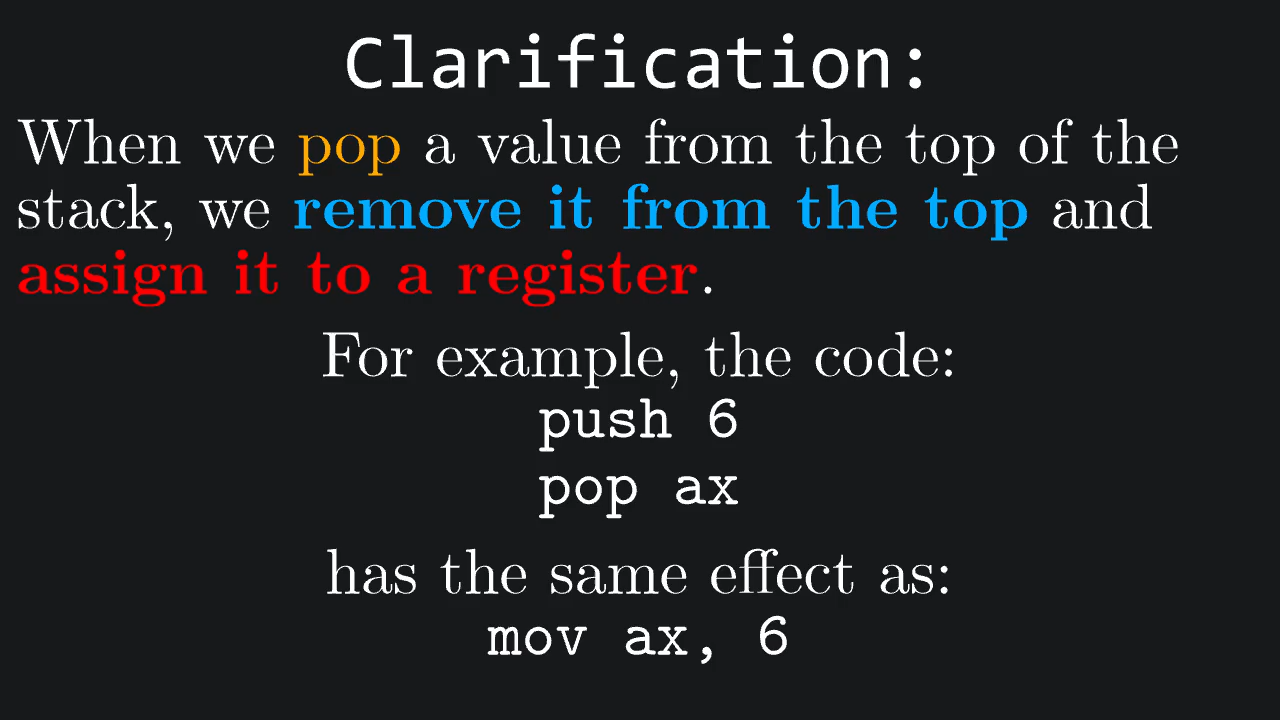 Clarification:
When we pop a value from the top of the
stack, we remove it from the top and
assign it to a register.
For example, the code:
push 6
pop ax
has the same effect as:
mov ax, 6